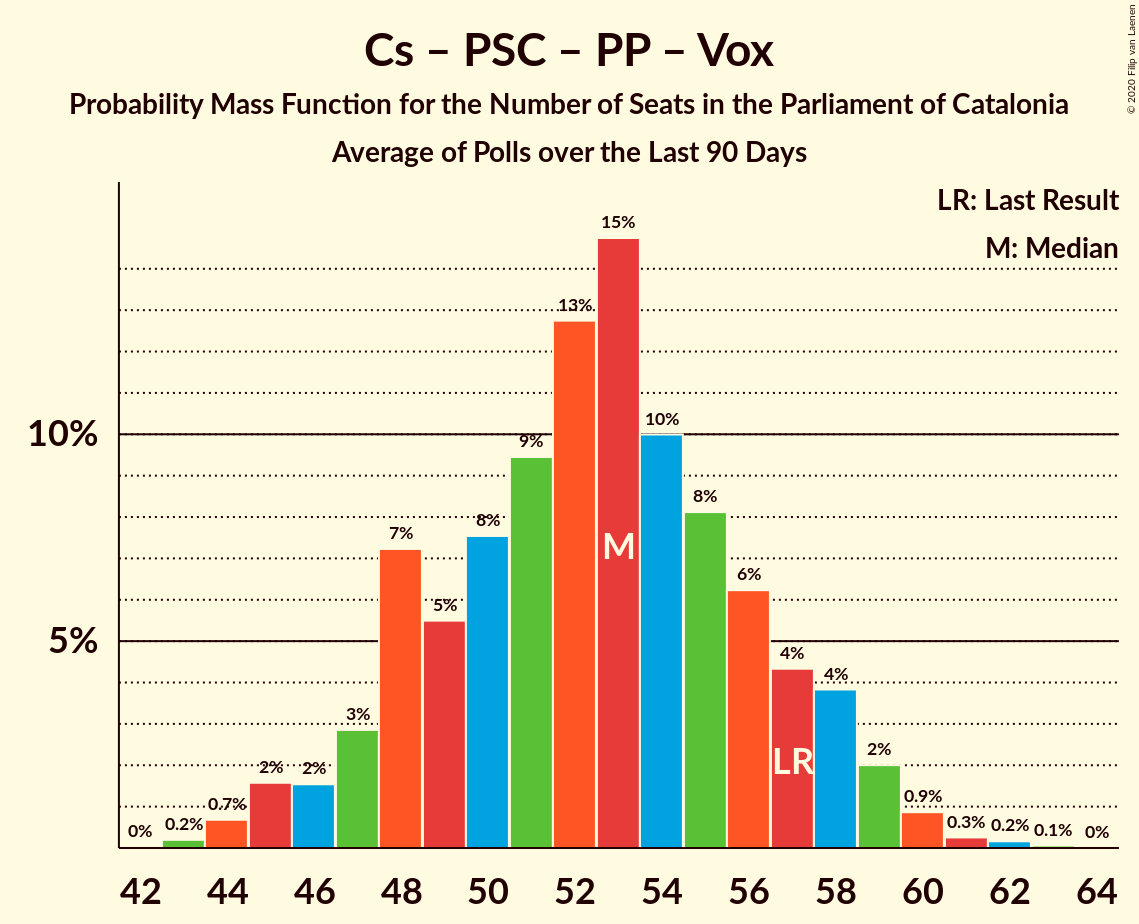 Cs – PSC – PP – Vox
Probability Mass Function for the Number of Seats in the Parliament of Catalonia
Average of Polls over the Last 90 Days
© 2020 Filip van Laenen
LR: Last Result
M: Median
10%
5%
0%
0.2%
0.7%
2%
2%
3%
7%
5%
8%
9%
13%
15%
10%
8%
6%
4%
4%
2%
0.9%
0.3%
0.2%
0.1%
0%
M
LR
42 44 46 48 50 52 54 56 58 60 62 64